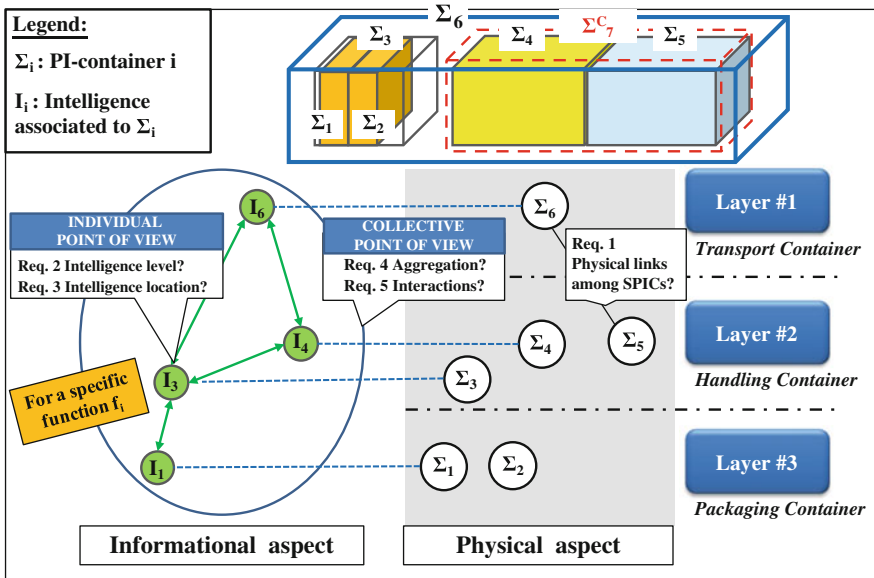 Legend:
Σi : PI-container i
Ii : Intelligence
associated to Σi
Σ6
Σ3
Σ4
ΣC7
Σ5
Σ1
Σ2
INDIVIDUAL
POINT OF VIEW
Req. 2 Intelligence level?
Req. 3 Intelligence location?
I6
COLLECTIVE
POINT OF VIEW
Req. 4 Aggregation?
Req. 5 Interactions?
Σ6
Req. 1
Physical links
among SPICs?
Layer #1
Transport Container
I4
Σ4
Σ5
Layer #2
Handling Container
For a specific
function fi
I3
Σ3
I1
Σ1
Σ2
Layer #3
Packaging Container
Informational aspect
Physical aspect